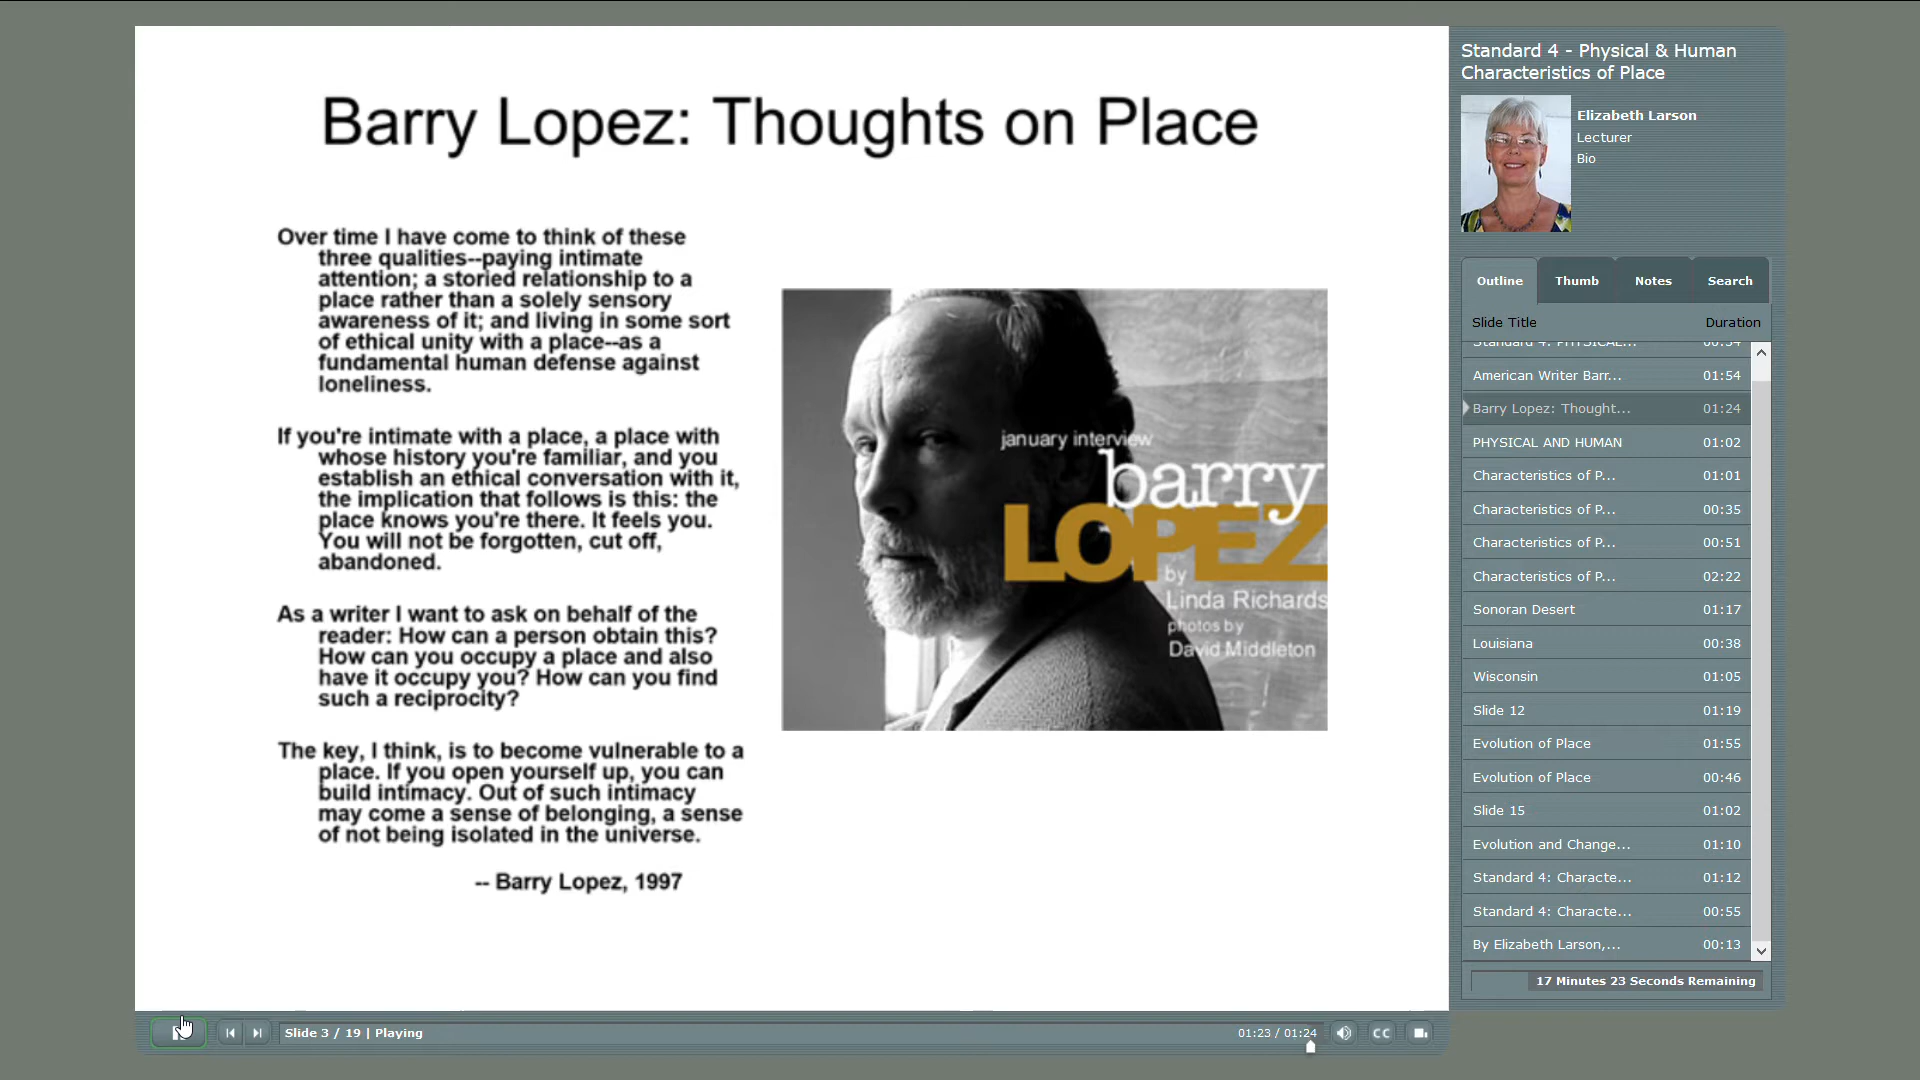 Barry Lopez: Thoughts on Place
Over time I have come to think of these
three qualities--paying intimate
attention; a storied relationship to a
place rather than a solely sensory
awareness of it; and living in some sort
of ethical unity with a place--as a
fundamental human defense against
loneliness.
If you're intimate with a place, a place with
whose history you're familiar, and you
establish an ethical conversation with it,
the implication that follows is this: the
place knows you're there. It feels you.
You will not be forgotten, cut off,
abandoned.
As a writer I want to ask on behalf of the
reader: How can a person obtain this?
How can you occupy a place and also
have it occupy you? How can you find
such a reciprocity?
The key, I think, is to become vulnerable to a
place. If you open yourself up, you can
build intimacy. Out of such intimacy
may come a sense of belonging, a sense
of not being isolated in the universe.
-- Barry Lopez, 1997
january interview
barry
LOPEZ
by
Linda Richards
photos by
David Middleton
Standard 4 - Physical & Human
Characteristics of Place
Elizabeth Larson
Lecturer
Bio
Outline Thumb Notes Search
Slide Title Duration
Standard 4: PHYSICAL... 00:34
American Writer Barr... 01:54
Barry Lopez: Thought... 01:24
PHYSICAL AND HUMAN 01:02
Characteristics of P... 01:01
Characteristics of P... 00:35
Characteristics of P... 00:51
Characteristics of P... 02:22
Sonoran Desert 01:17
Louisiana 00:38
Wisconsin 01:05
Slide 12 01:19
Evolution of Place 01:55
Evolution of Place 00:46
Slide 15 01:02
Evolution and Change... 01:10
Standard 4: Characte... 01:12
Standard 4: Characte... 00:55
By Elizabeth Larson,... 00:13
17 Minutes 23 Seconds Remaining
Slide 3 / 19 | Playing 01:23 / 01:24 CC